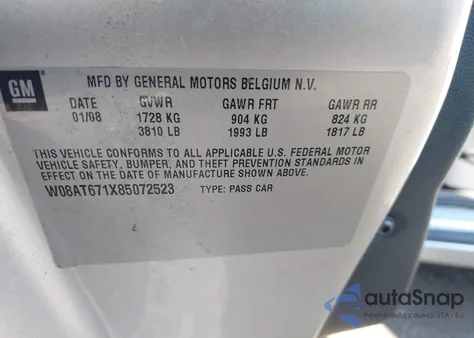 GM
MFD BY GENERAL MOTORS BELGIUM N.V.
DATE GVWR GAWR FRT GAWR RR
01/08 1728 KG 904 KG 824 KG
3810 LB 1993 LB 1817 LB
THIS VEHICLE CONFORMS TO ALL APPLICABLE U.S. FEDERAL MOTOR
VEHICLE SAFETY, BUMPER, AND THEFT PREVENTION STANDARDS IN
EFFECT ON THE DATE OF MANUFACTURE SHOWN ABOVE.
W08AT671X85072523 TYPE: PASS CAR
autoSnap